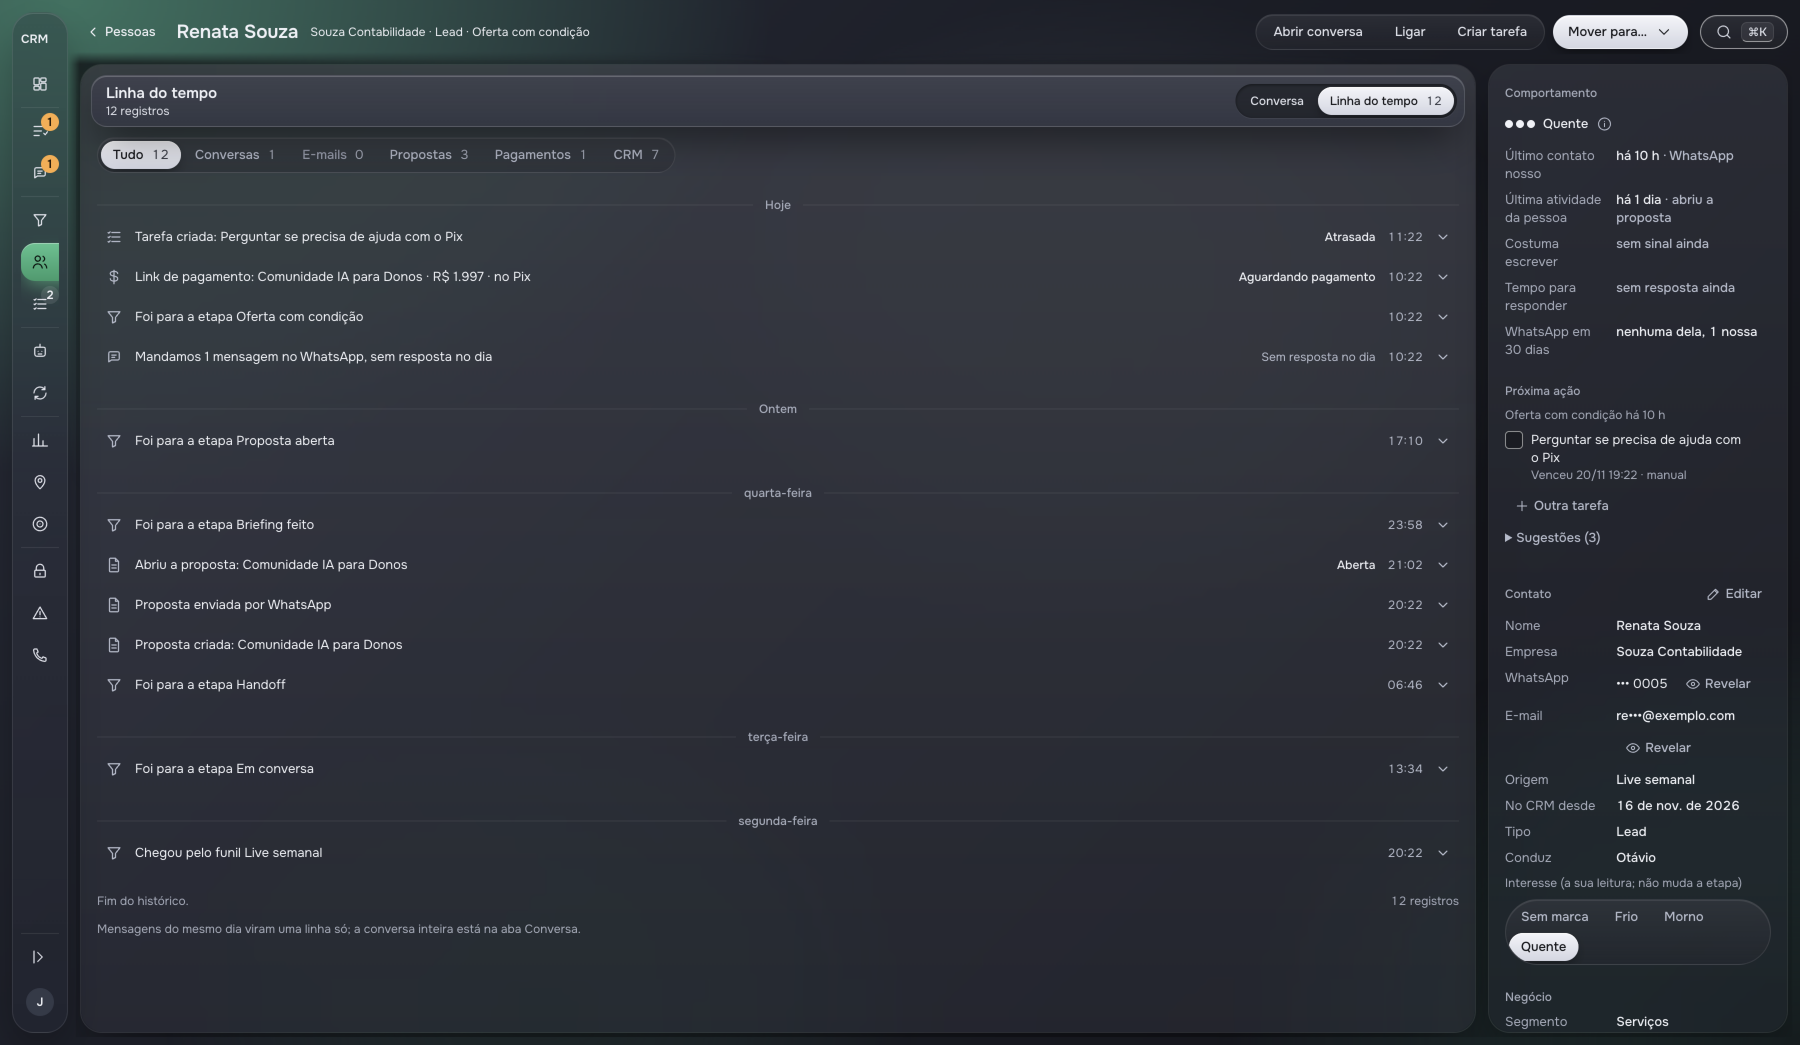 CRM
Pessoas
Renata Souza
Souza Contabilidade · Lead · Oferta com condição
Abrir conversa
Ligar
Criar tarefa
Mover para...
⌘K
1
1
2
J
Linha do tempo
12 registros
Conversa
Linha do tempo 12
Tudo 12
Conversas 1
E-mails 0
Propostas 3
Pagamentos 1
CRM 7
Hoje
Tarefa criada: Perguntar se precisa de ajuda com o Pix Atrasada 11:22
Link de pagamento: Comunidade IA para Donos · R$ 1.997 · no Pix Aguardando pagamento 10:22
Foi para a etapa Oferta com condição 10:22
Mandamos 1 mensagem no WhatsApp, sem resposta no dia Sem resposta no dia 10:22
Ontem
Foi para a etapa Proposta aberta 17:10
quarta-feira
Foi para a etapa Briefing feito 23:58
Abriu a proposta: Comunidade IA para Donos Aberta 21:02
Proposta enviada por WhatsApp 20:22
Proposta criada: Comunidade IA para Donos 20:22
Foi para a etapa Handoff 06:46
terça-feira
Foi para a etapa Em conversa 13:34
segunda-feira
Chegou pelo funil Live semanal 20:22
Fim do histórico. 12 registros
Mensagens do mesmo dia viram uma linha só; a conversa inteira está na aba Conversa.
Comportamento
Quente
Último contato nosso
há 10 h · WhatsApp
Última atividade da pessoa
há 1 dia · abriu a proposta
Costuma escrever
sem sinal ainda
Tempo para responder
sem resposta ainda
WhatsApp em 30 dias
nenhuma dela, 1 nossa
Próxima ação
Oferta com condição há 10 h
Perguntar se precisa de ajuda com
o Pix
Venceu 20/11 19:22 · manual
Outra tarefa
Sugestões (3)
Contato
Editar
Nome Renata Souza
Empresa Souza Contabilidade
WhatsApp ••• 0005 Revelar
E-mail re•••@exemplo.com
Revelar
Origem Live semanal
No CRM desde 16 de nov. de 2026
Tipo Lead
Conduz Otávio
Interesse (a sua leitura; não muda a etapa)
Sem marca Frio Morno
Quente
Negócio
Segmento Serviços